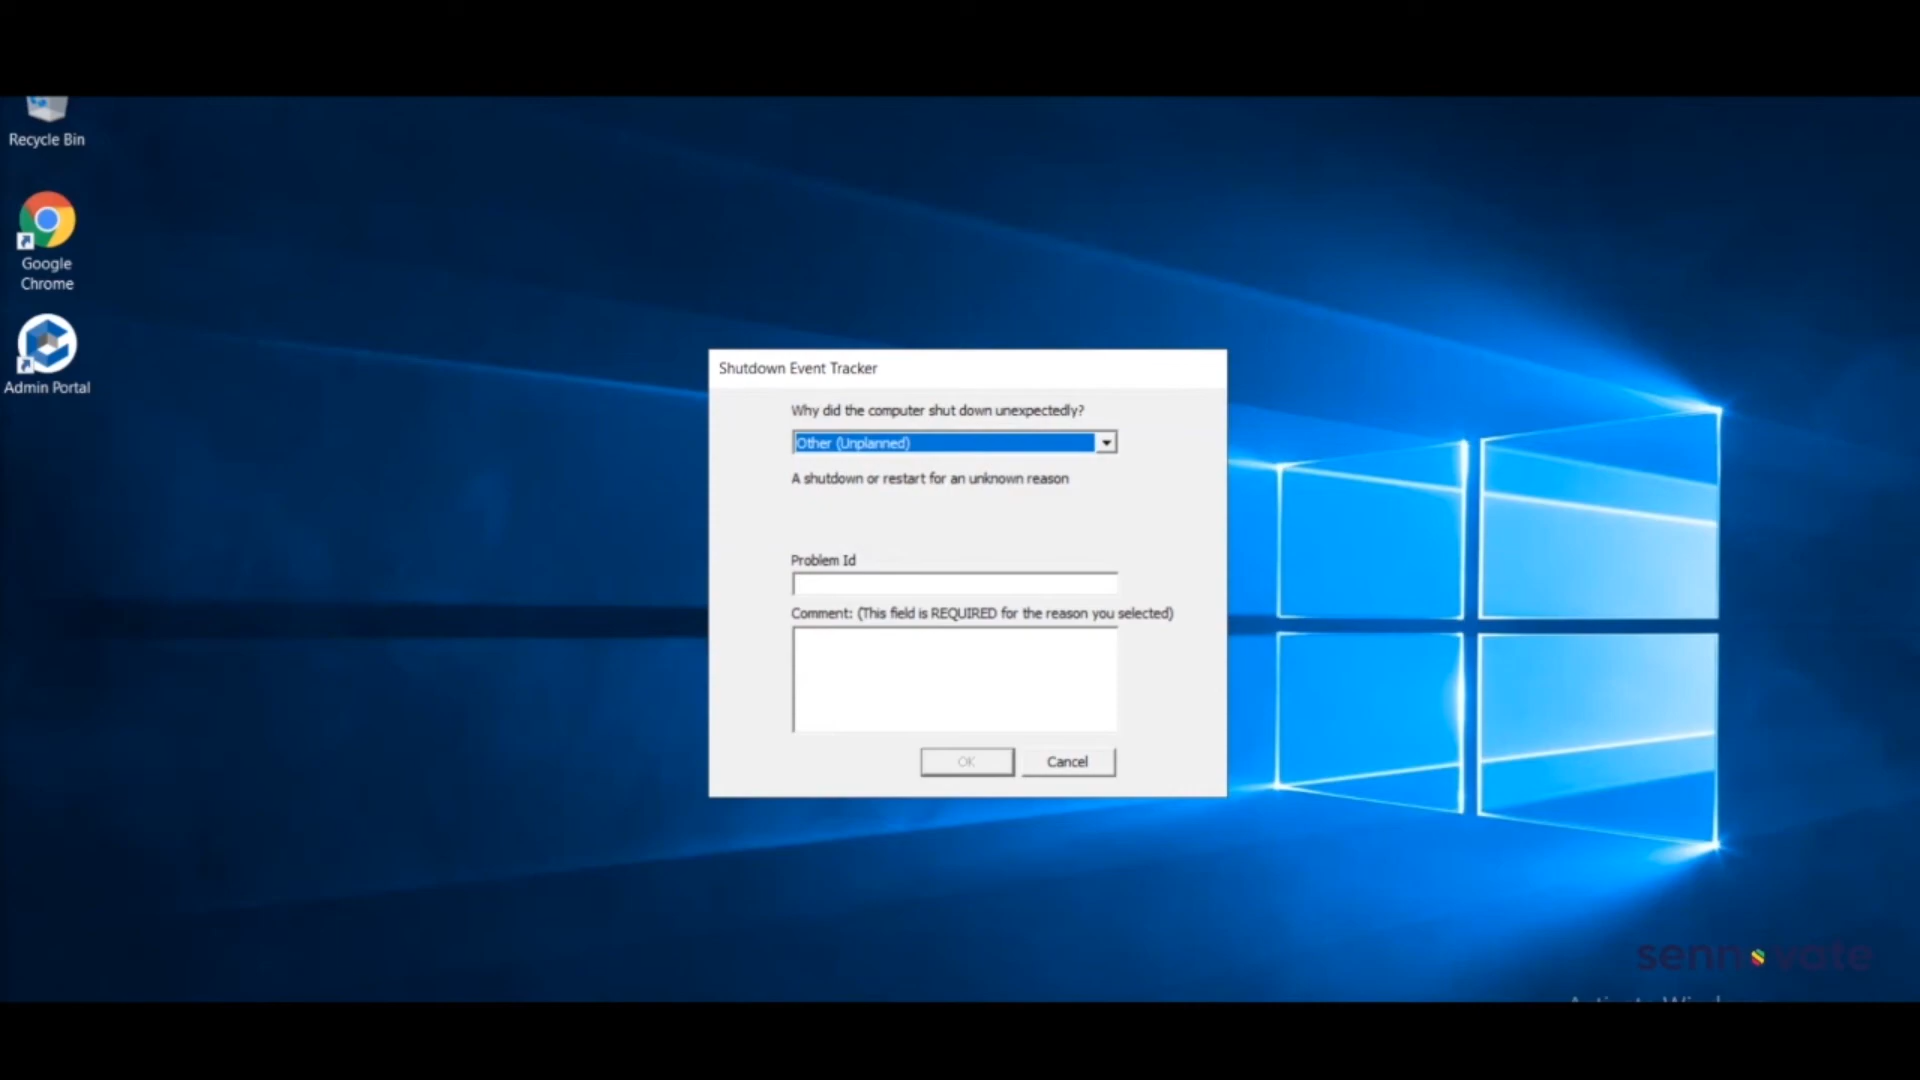 Recycle Bin
Google
Chrome
Admin Portal
Shutdown Event Tracker
Why did the computer shut down unexpectedly?
Other (Unplanned)
A shutdown or restart for an unknown reason
Problem Id
Comment: (This field is REQUIRED for the reason you selected)
OK
Cancel
sennovate